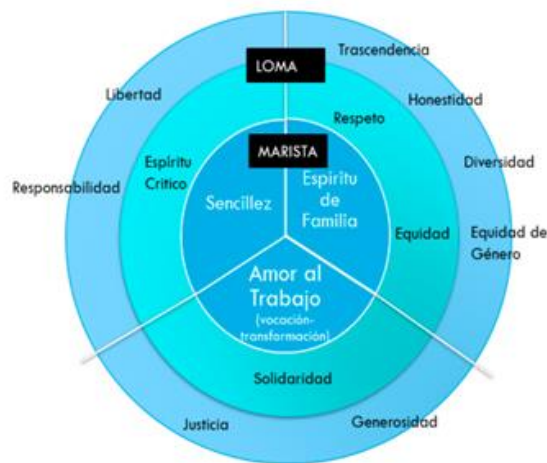 Trascendencia
LOMA
Libertad
Honestidad
Respeto
MARISTA
Espíritu
Critico
Diversidad
Espíritu
de
Familia
Responsabilidad
Sencillez
Equidad
Equidad de
Género
Amor al
Trabajo
(vocación-
transformación)
Solidaridad
Justicia
Generosidad